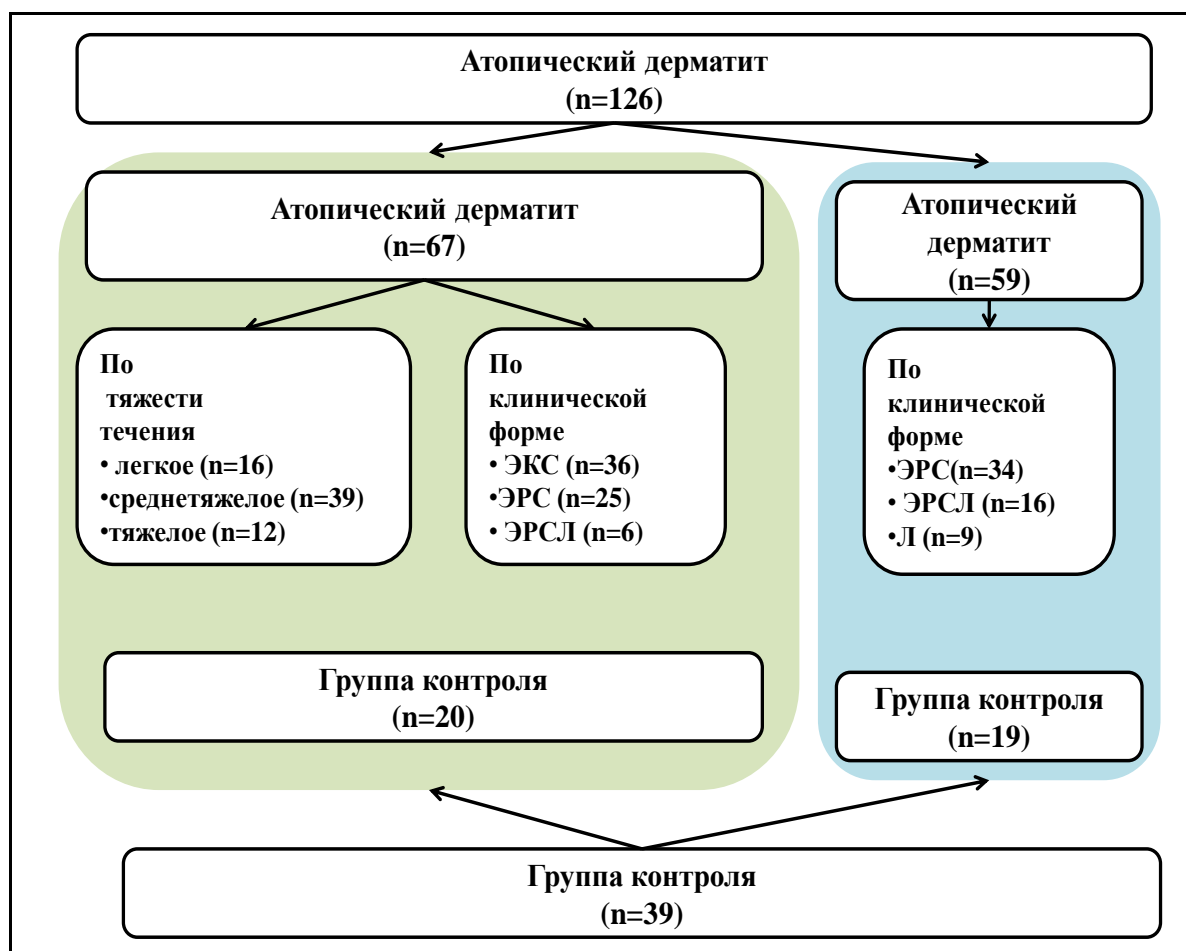 Атопический дерматит
(n=126)
Атопический дерматит
(n=67)
По
тяжести
течения
• легкое (n=16)
•среднетяжелое (n=39)
•тяжелое (n=12)
По
клинической
форме
• ЭКС (n=36)
•ЭРС (n=25)
• ЭРСЛ (n=6)
Группа контроля
(n=20)
Атопический
дерматит
(n=59)
По
клинической
форме
•ЭРС(n=34)
• ЭРСЛ (n=16)
•Л (n=9)
Группа контроля
(n=19)
Группа контроля
(n=39)